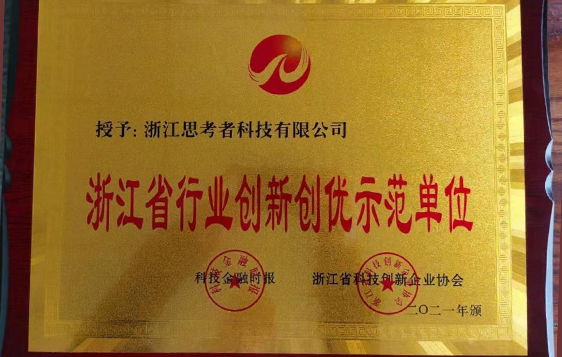 授予：浙江思考者科技有限公司
浙江省行业创新创优示范单位
科技金融时报 浙江省科技创新企业协会
二〇二一年颁